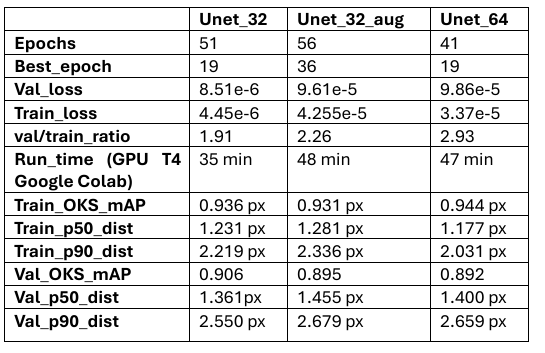 Unet_32 Unet_32_aug Unet_64
Epochs 51 56 41
Best_epoch 19 36 19
Val_loss 8.51e-6 9.61e-5 9.86e-5
Train_loss 4.45e-6 4.255e-5 3.37e-5
val/train_ratio 1.91 2.26 2.93
Run_time (GPU T4 35 min 48 min 47 min
Google Colab)
Train_OKS_mAP 0.936 px 0.931 px 0.944 px
Train_p50_dist 1.231 px 1.281 px 1.177 px
Train_p90_dist 2.219 px 2.336 px 2.031 px
Val_OKS_mAP 0.906 0.895 0.892
Val_p50_dist 1.361px 1.455 px 1.400 px
Val_p90_dist 2.550 px 2.679 px 2.659 px